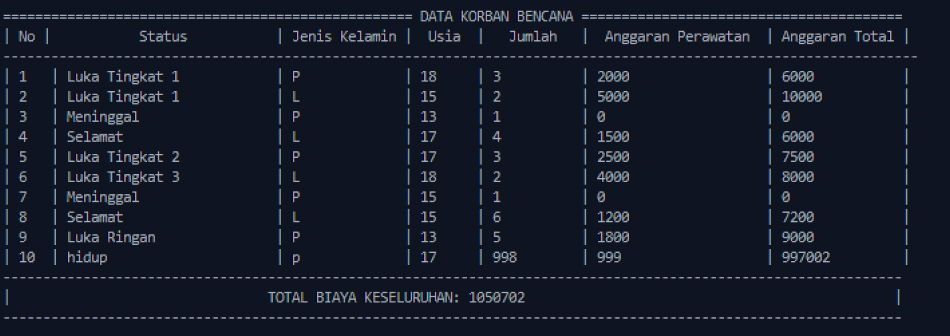 ================================================== DATA KORBAN BENCANA =======================================
| No | Status | Jenis Kelamin | Usia | Jumlah | Anggaran Perawatan | Anggaran Total |
| 1 | Luka Tingkat 1 | P | 18 | 3 | 2000 | 6000 |
| 2 | Luka Tingkat 1 | L | 15 | 2 | 5000 | 10000 |
| 3 | Meninggal | P | 13 | 1 | 0 | 0 |
| 4 | Selamat | L | 17 | 4 | 1500 | 6000 |
| 5 | Luka Tingkat 2 | P | 17 | 3 | 2500 | 7500 |
| 6 | Luka Tingkat 3 | L | 18 | 2 | 4000 | 8000 |
| 7 | Meninggal | P | 15 | 1 | 0 | 0 |
| 8 | Selamat | L | 15 | 6 | 1200 | 7200 |
| 9 | Luka Ringan | P | 13 | 5 | 1800 | 9000 |
| 10 | hidup | p | 17 | 998 | 999 | 997002 |
| TOTAL BIAYA KESELURUHAN: 1050702 |